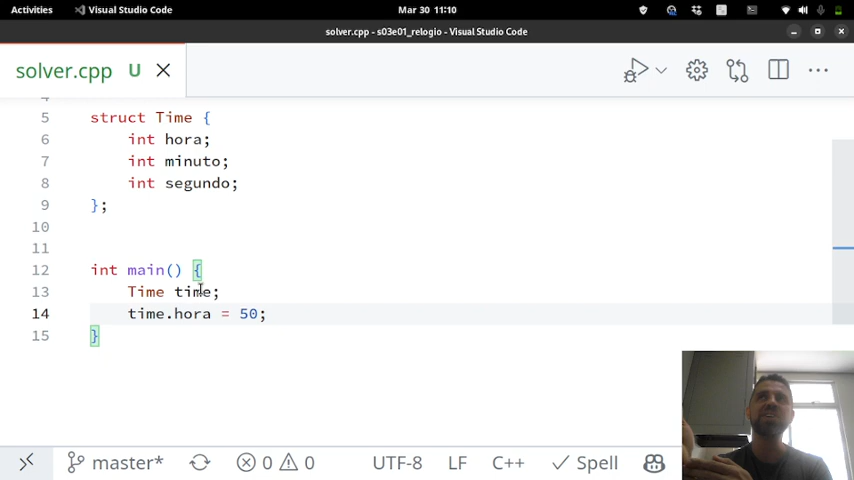 Activities Visual Studio Code Mar 30 11:10
solver.cpp - s03e01_relogio - Visual Studio Code
solver.cpp U
4
5 struct Time {
6 int hora;
7 int minuto;
8 int segundo;
9 };
10
11
12 int main() {
13 Time time;
14 time.hora = 50;
15 }
master* 0 0 UTF-8 LF C++ Spell